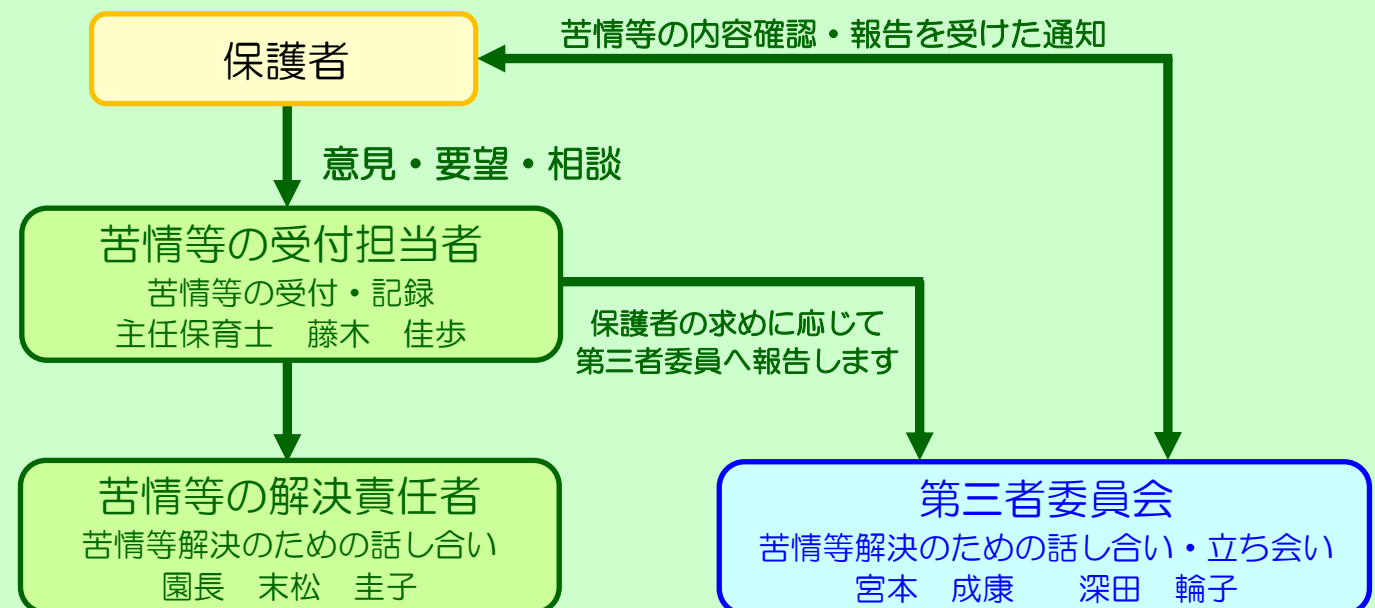 苦情等の内容確認・報告を受けた通知
保護者
意見・要望・相談
苦情等の受付担当者
苦情等の受付・記録
主任保育士　藤木　佳歩
保護者の求めに応じて
第三者委員へ報告します
苦情等の解決責任者
苦情等解決のための話し合い
園長　末松　圭子
第三者委員会
苦情等解決のための話し合い・立ち会い
宮本　成康　　深田　輪子